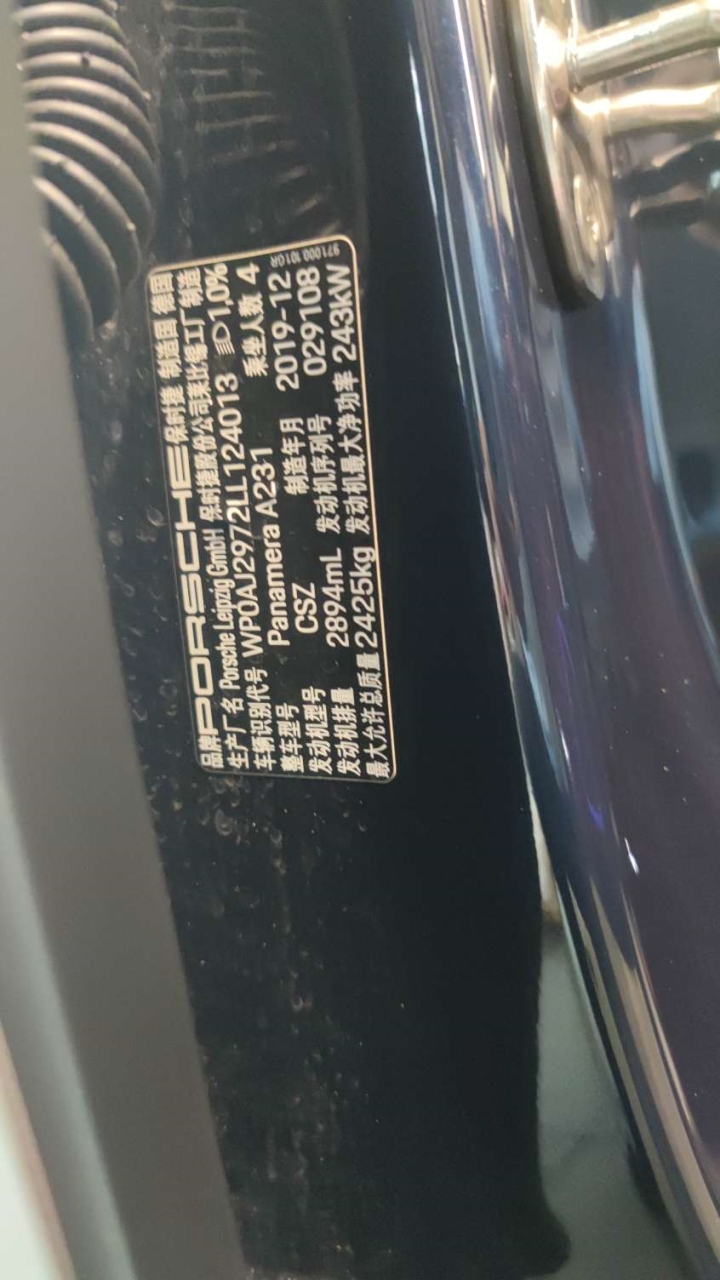 品牌 PORSCHE 保时捷 制造国 德国
生产厂名 Porsche Leipzig GmbH 保时捷股份公司莱比锡工厂制造
车辆识别代号 WP0AJ2972LL124013 1,0%
整车型号 Panamera A231 乘坐人数 4
发动机型号 CSZ 制造年月 2019-12
发动机排量 2894mL 发动机序列号 029108
最大允许总质量 2425kg 发动机最大净功率 243kW
971.000.101QR